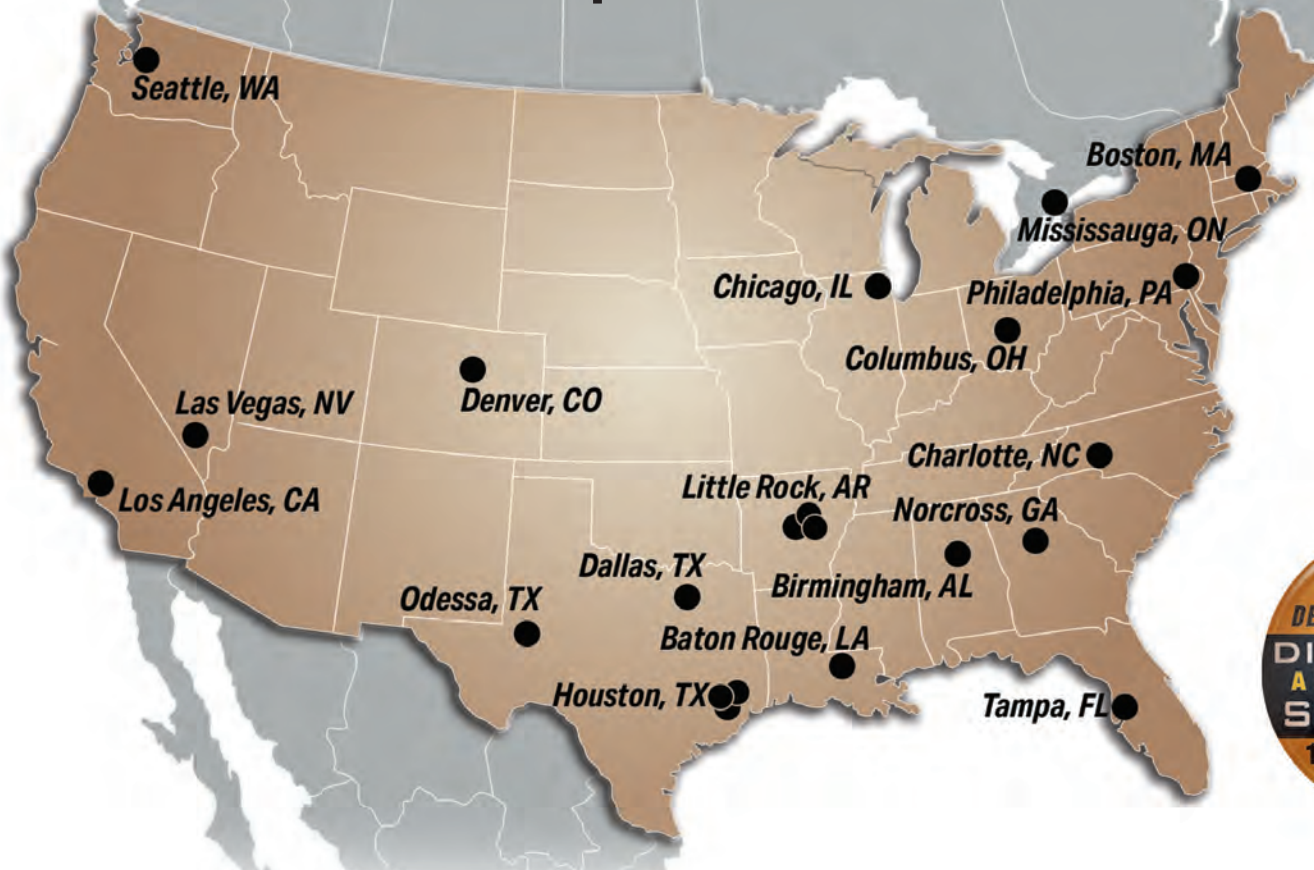 Seattle, WA
Boston, MA
Mississauga, ON
Chicago, IL
Philadelphia, PA
Columbus, OH
Las Vegas, NV
Denver, CO
Charlotte, NC
Los Angeles, CA
Little Rock, AR
Norcross, GA
Dallas, TX
Birmingham, AL
Odessa, TX
Baton Rouge, LA
Houston, TX
Tampa, FL